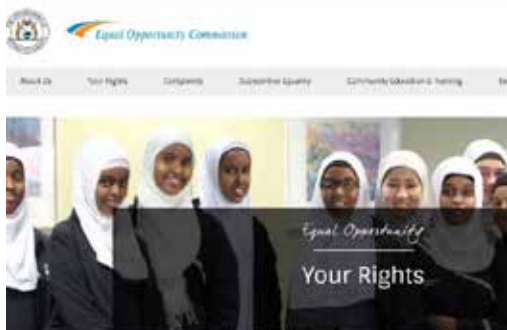 Equal Opportunity Commission
About Us Your Rights Complaints Substantive Equality Community Education & Training
Equal Opportunity
Your Rights